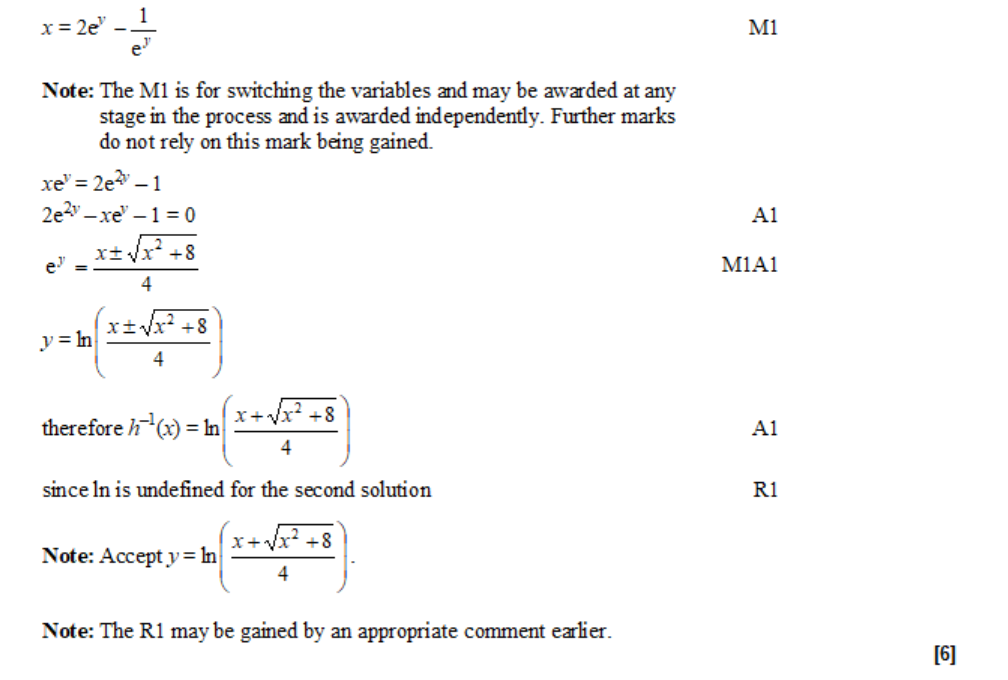 x = 2e^y − 1/e^y M1
Note: The M1 is for switching the variables and may be awarded at any
stage in the process and is awarded independently. Further marks
do not rely on this mark being gained.
xe^y = 2e^2y − 1
2e^2y − xe^y − 1 = 0 A1
e^y = (x ± √(x² + 8))/4 M1A1
y = ln((x ± √(x² + 8))/4)
therefore h⁻¹(x) = ln((x + √(x² + 8))/4) A1
since ln is undefined for the second solution R1
Note: Accept y = ln((x + √(x² + 8))/4).
Note: The R1 may be gained by an appropriate comment earlier.
[6]